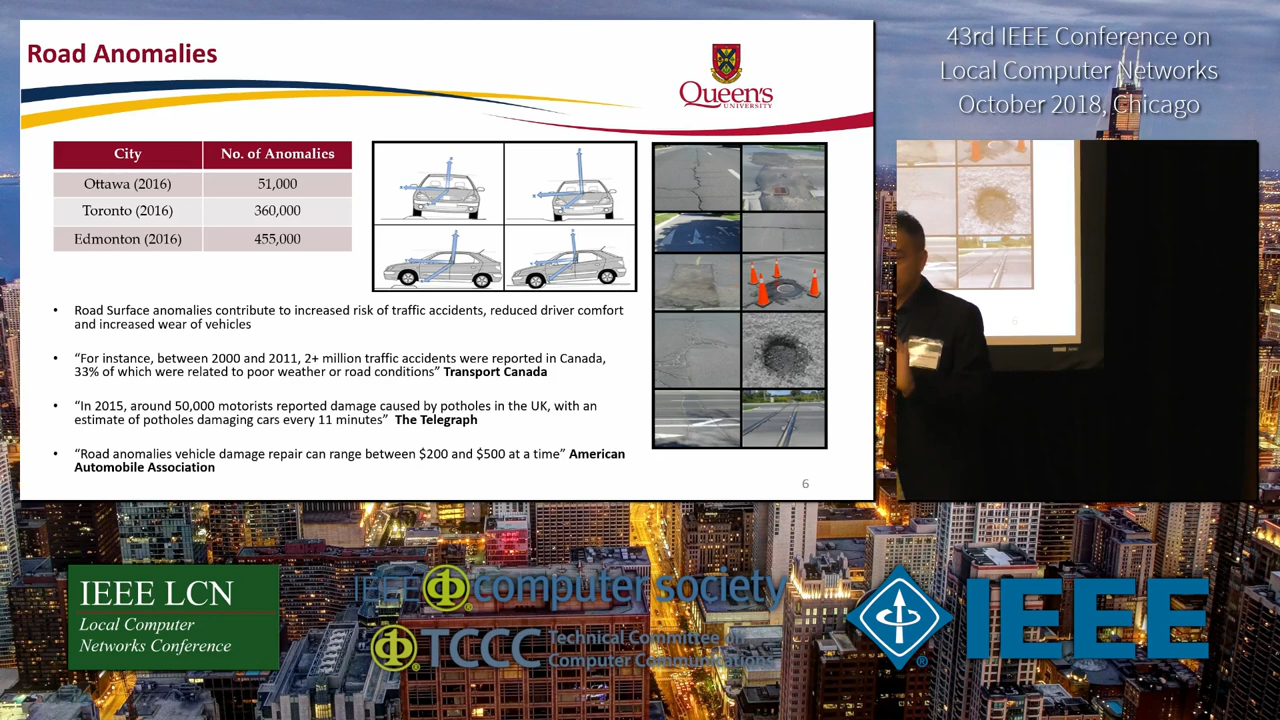 Road Anomalies
Queen's
UNIVERSITY
City No. of Anomalies
Ottawa (2016) 51,000
Toronto (2016) 360,000
Edmonton (2016) 455,000
• Road Surface anomalies contribute to increased risk of traffic accidents, reduced driver comfort
and increased wear of vehicles
• “For instance, between 2000 and 2011, 2+ million traffic accidents were reported in Canada,
33% of which were related to poor weather or road conditions” Transport Canada
• “In 2015, around 50,000 motorists reported damage caused by potholes in the UK, with an
estimate of potholes damaging cars every 11 minutes” The Telegraph
• “Road anomalies vehicle damage repair can range between $200 and $500 at a time” American
Automobile Association
6
43rd IEEE Conference on
Local Computer Networks
October 2018, Chicago
6
IEEE LCN
Local Computer
Networks Conference
IEEE computer society
TCCC Technical Committee on
Computer Communications
IEEE
®